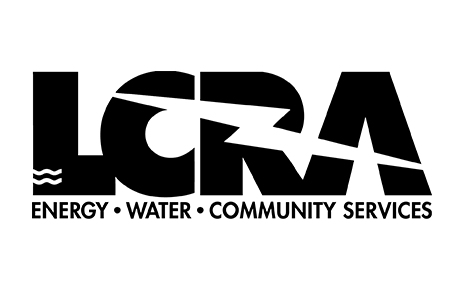 LCRA
ENERGY • WATER • COMMUNITY SERVICES